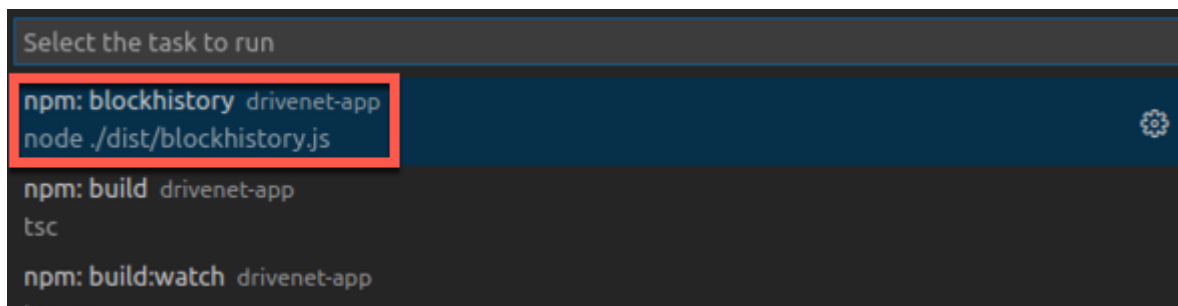 Select the task to run
npm: blockhistory drivenet-app
node ./dist/blockhistory.js
npm: build drivenet-app
tsc
npm: build:watch drivenet-app